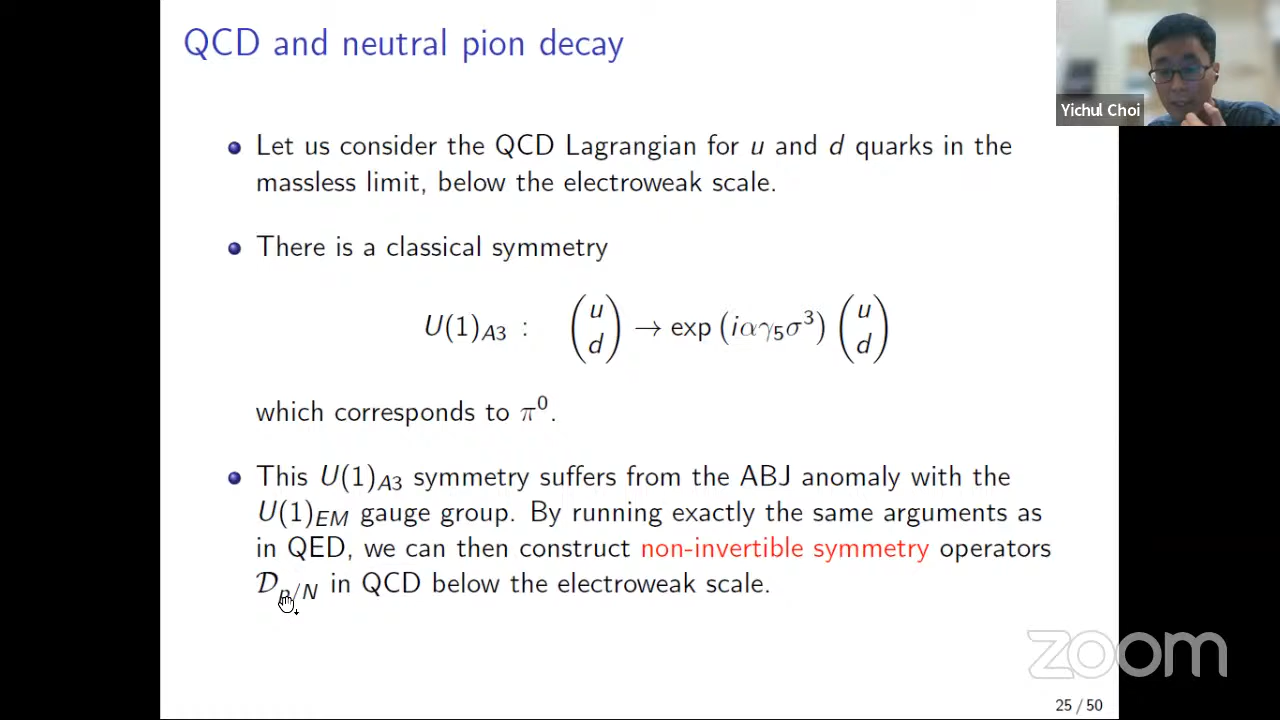 QCD and neutral pion decay
Yichul Choi
Let us consider the QCD Lagrangian for u and d quarks in the
massless limit, below the electroweak scale.
There is a classical symmetry
U(1)_{A3} : (u d) → exp (iαγ₅σ³) (u d)
which corresponds to π⁰.
This U(1)_{A3} symmetry suffers from the ABJ anomaly with the
U(1)_{EM} gauge group. By running exactly the same arguments as
in QED, we can then construct non-invertible symmetry operators
𝒟_{p/N} in QCD below the electroweak scale.
zoom
25 / 50